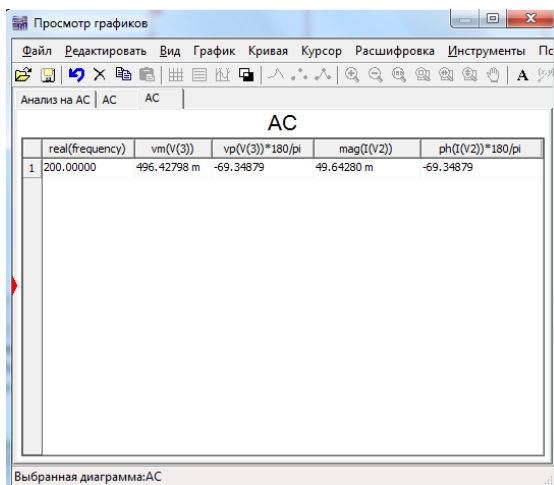 Просмотр графиков
Файл Редактировать Вид График Кривая Курсор Расшифровка Инструменты Пс
A
Анализ на AC AC AC
AC
real(frequency) vm(V(3)) vp(V(3))*180/pi mag(I(V2)) ph(I(V2))*180/pi
1 200.00000 496.42798 m -69.34879 49.64280 m -69.34879
Выбранная диаграмма:AC